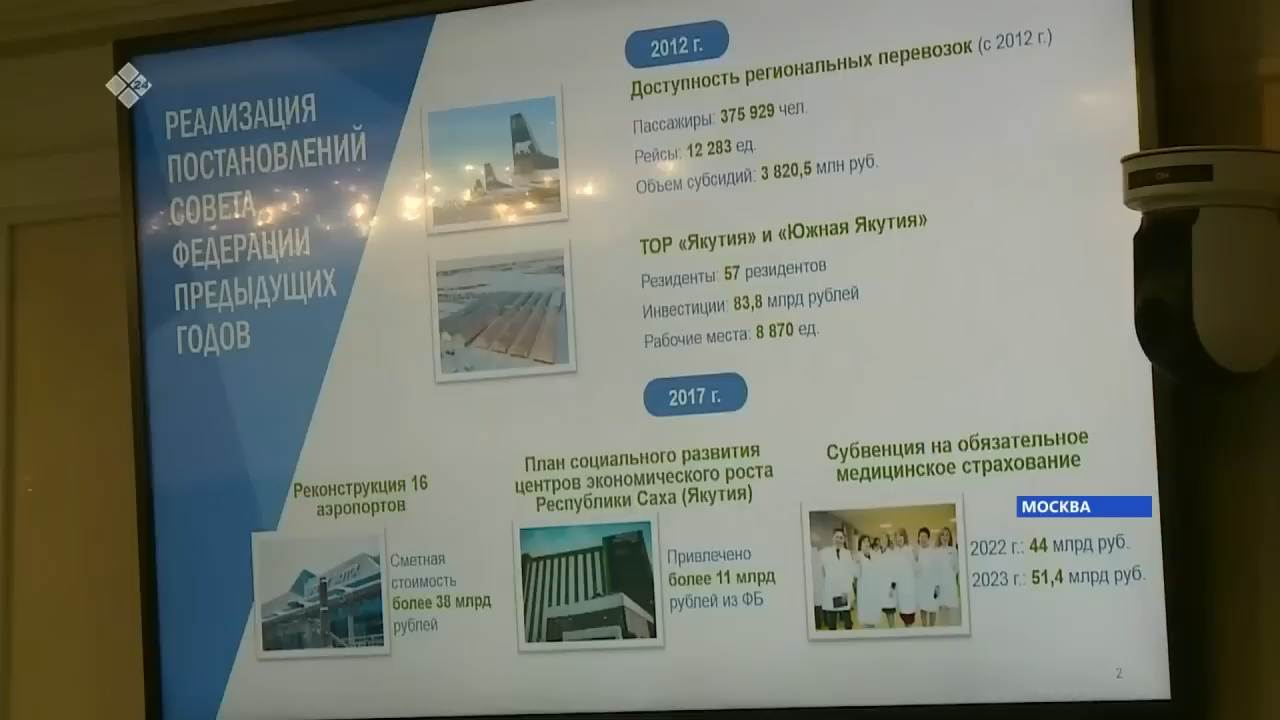 Х24
РЕАЛИЗАЦИЯ
ПОСТАНОВЛЕНИЙ
СОВЕТА
ФЕДЕРАЦИИ
ПРЕДЫДУЩИХ
ГОДОВ
2012 г.
Доступность региональных перевозок (с 2012 г.)
Пассажиры: 375 929 чел.
Рейсы: 12 283 ед.
Объем субсидий: 3 820,5 млн руб.
ТОР «Якутия» и «Южная Якутия»
Резиденты: 57 резидентов
Инвестиции: 83,8 млрд рублей
Рабочие места: 8 870 ед.
2017 г.
Реконструкция 16
аэропортов
Сметная
стоимость
более 38 млрд
рублей
План социального развития
центров экономического роста
Республики Саха (Якутия)
Привлечено
более 11 млрд
рублей из ФБ
Субвенция на обязательное
медицинское страхование
МОСКВА
2022 г.: 44 млрд руб.
2023 г.: 51,4 млрд руб.
2